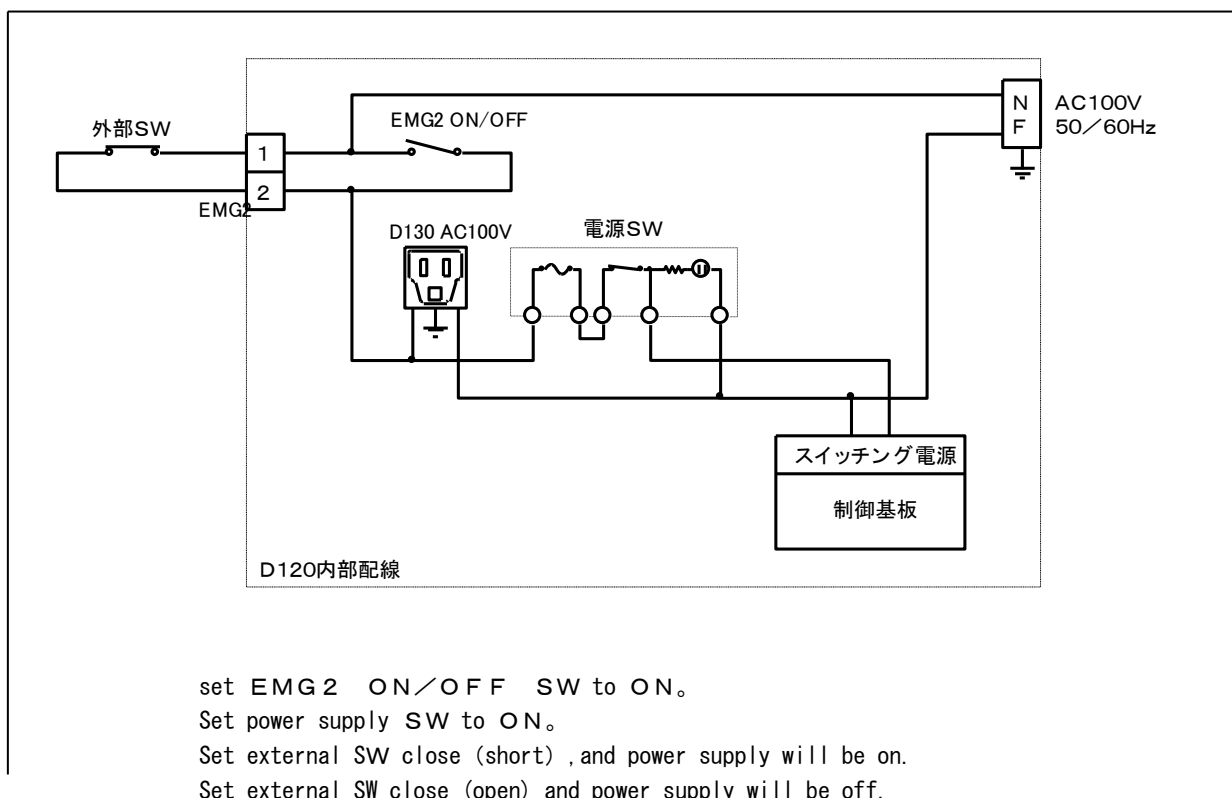 外部SW
1
2
EMG2
EMG2 ON/OFF
N
F
AC100V
50/60Hz
D130 AC100V
電源SW
スイッチング電源
制御基板
D120内部配線
set EMG2 ON/OFF SW to ON。
Set power supply SW to ON。
Set external SW close (short) ,and power supply will be on.
Set external SW close (open) and power supply will be off.